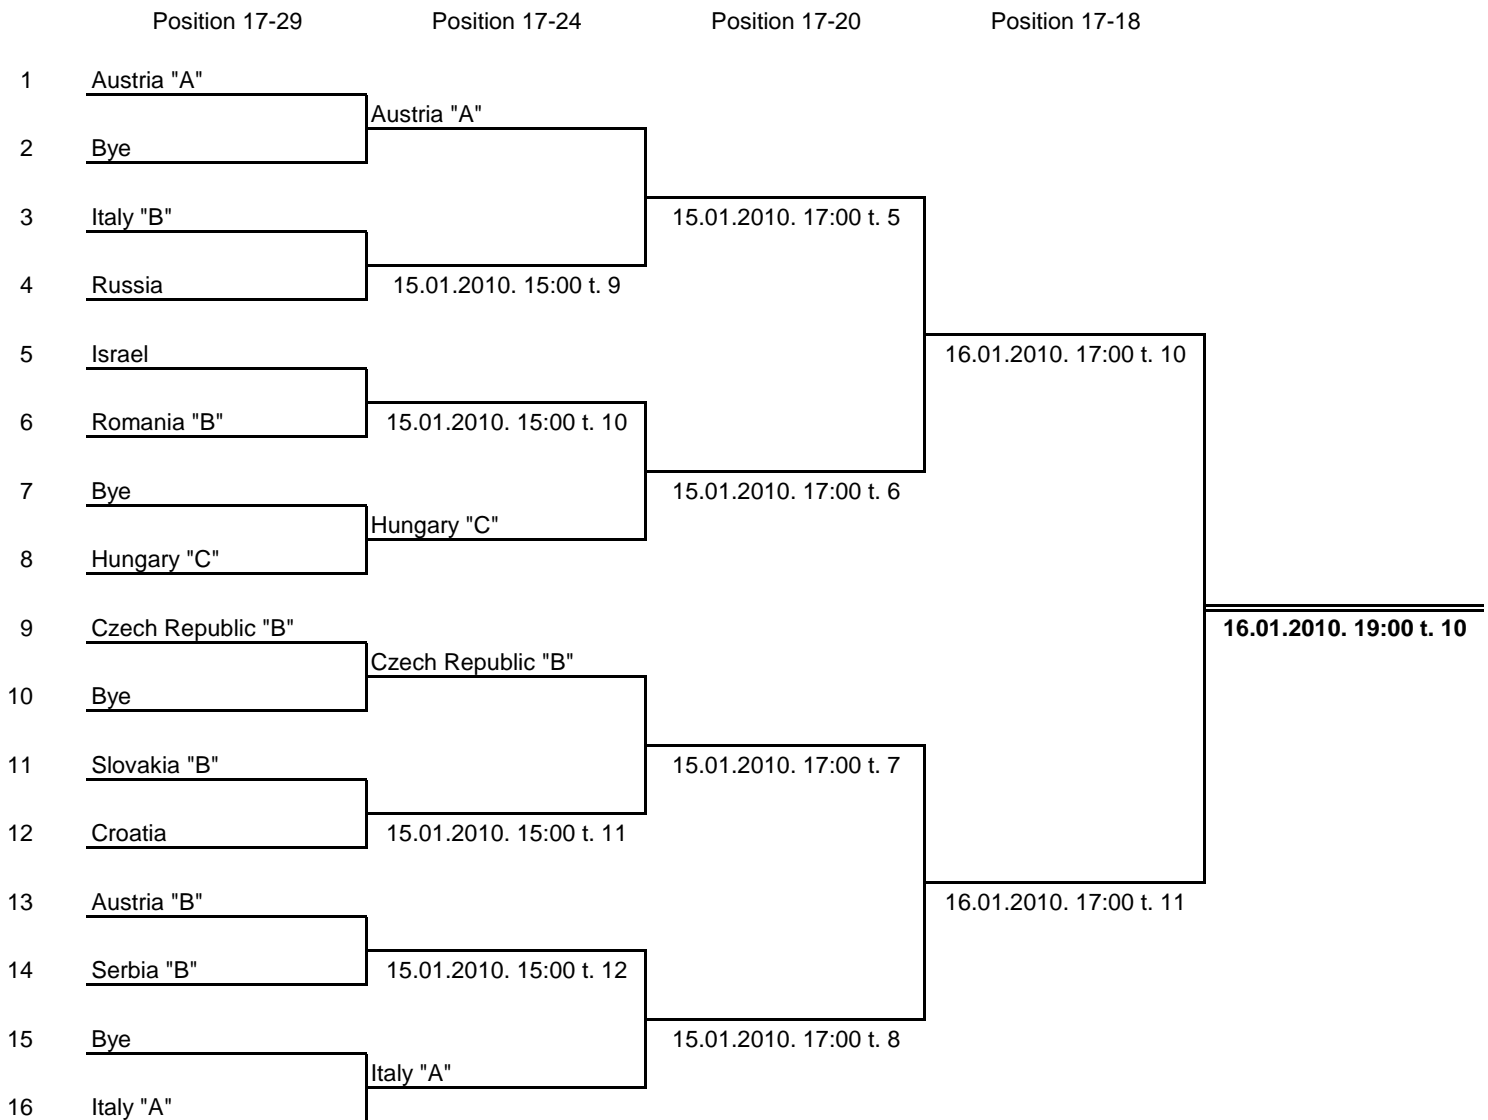 Position 17-29 Position 17-24 Position 17-20 Position 17-18
1 Austria "A"
Austria "A"
2 Bye
3 Italy "B" 15.01.2010. 17:00 t. 5
4 Russia 15.01.2010. 15:00 t. 9
5 Israel 16.01.2010. 17:00 t. 10
6 Romania "B" 15.01.2010. 15:00 t. 10
7 Bye 15.01.2010. 17:00 t. 6
Hungary "C"
8 Hungary "C"
9 Czech Republic "B" 16.01.2010. 19:00 t. 10
Czech Republic "B"
10 Bye
11 Slovakia "B" 15.01.2010. 17:00 t. 7
12 Croatia 15.01.2010. 15:00 t. 11
13 Austria "B" 16.01.2010. 17:00 t. 11
14 Serbia "B" 15.01.2010. 15:00 t. 12
15 Bye 15.01.2010. 17:00 t. 8
Italy "A"
16 Italy "A"